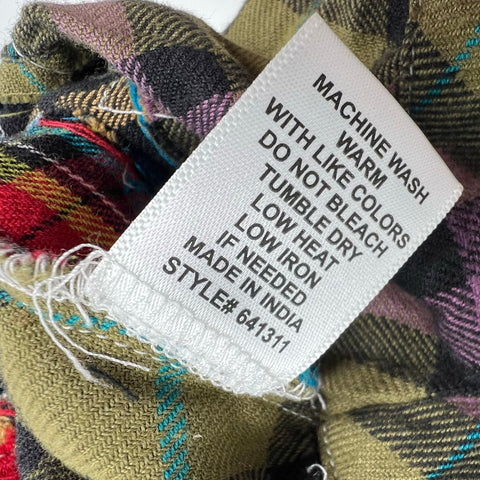 MACHINE WASH
WARM
WITH LIKE COLORS
DO NOT BLEACH
TUMBLE DRY
LOW HEAT
LOW IRON
IF NEEDED
MADE IN INDIA
STYLE# 641311